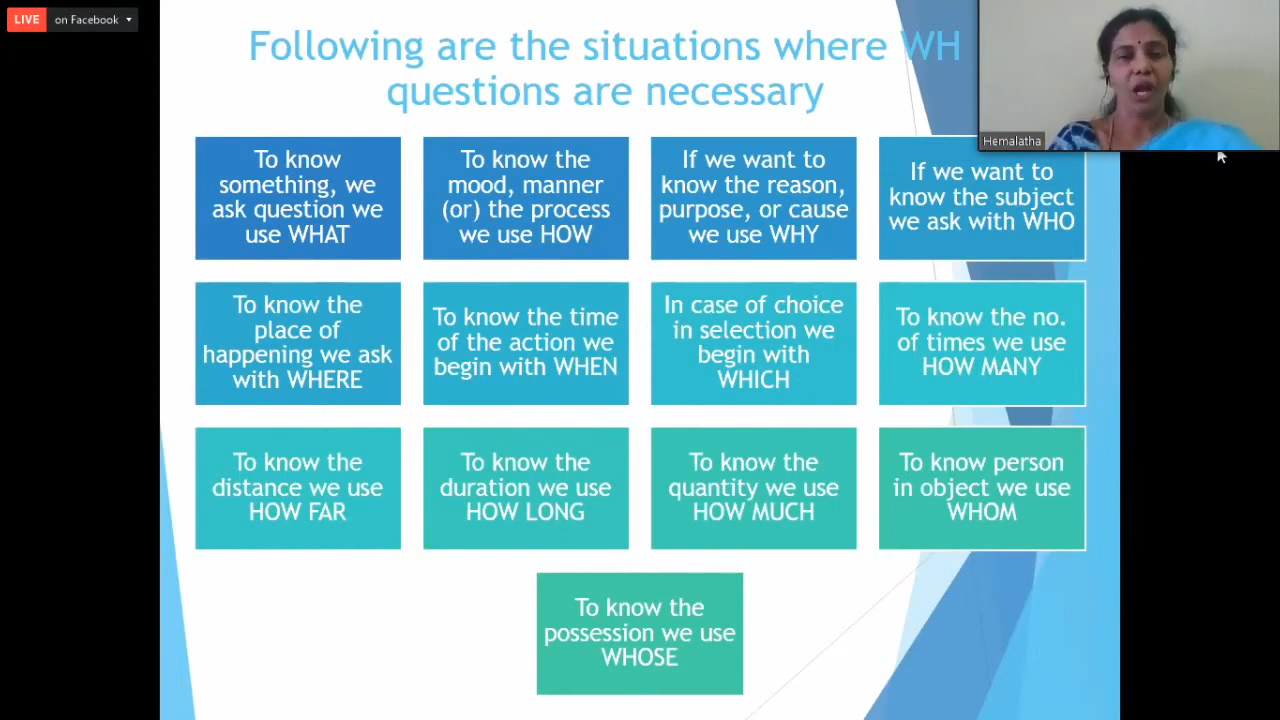 LIVE on Facebook
Following are the situations where WH
questions are necessary
Hemalatha
To know
something, we
ask question we
use WHAT
To know the
mood, manner
(or) the process
we use HOW
If we want to
know the reason,
purpose, or cause
we use WHY
If we want to
know the subject
we ask with WHO
To know the
place of
happening we ask
with WHERE
To know the time
of the action we
begin with WHEN
In case of choice
in selection we
begin with
WHICH
To know the no.
of times we use
HOW MANY
To know the
distance we use
HOW FAR
To know the
duration we use
HOW LONG
To know the
quantity we use
HOW MUCH
To know person
in object we use
WHOM
To know the
possession we use
WHOSE